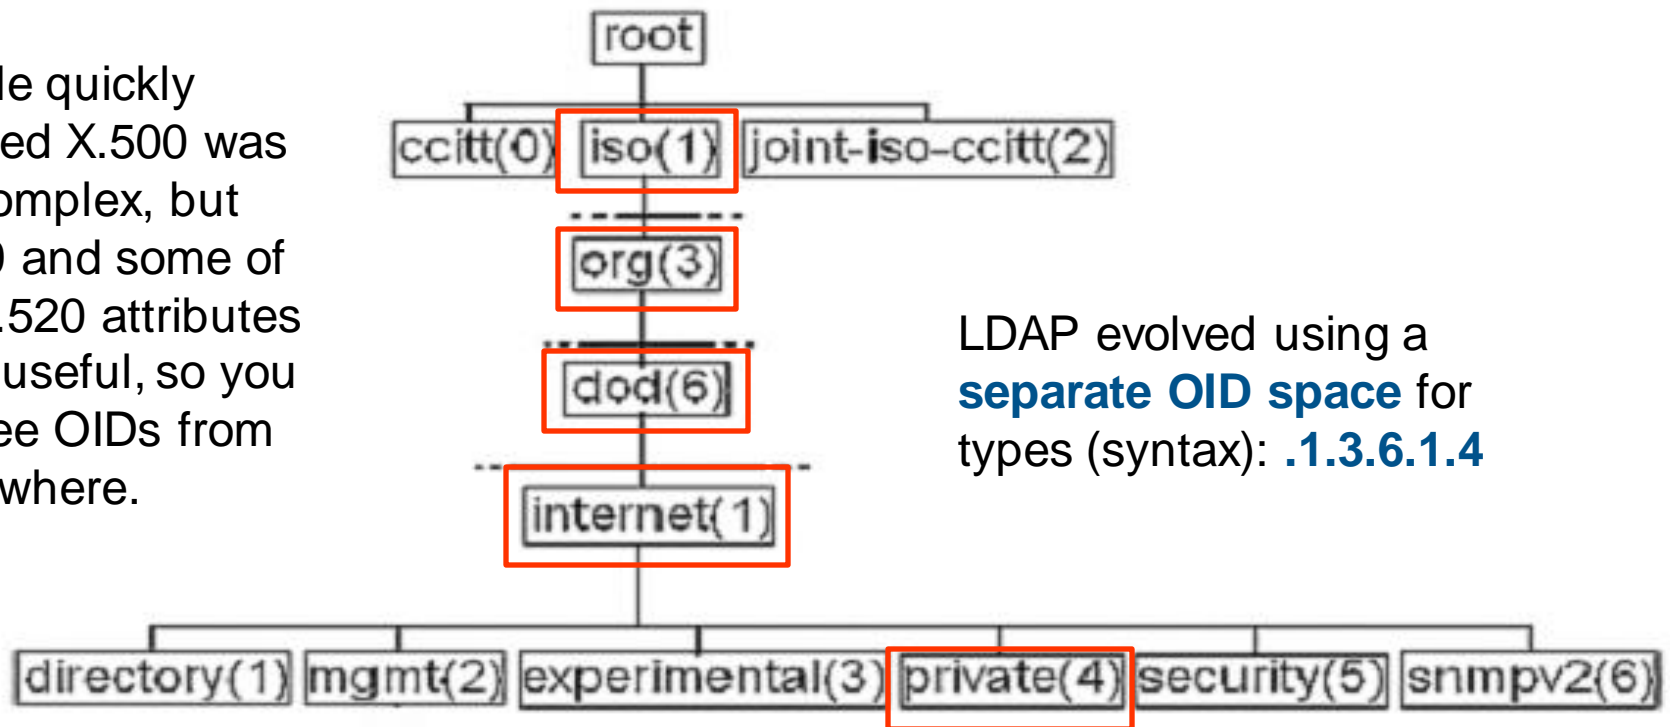 root
ccitt(0) iso(1) joint-iso-ccitt(2)
org(3)
dod(6)
internet(1)
directory(1) mgmt(2) experimental(3) private(4) security(5) snmpv2(6)
le quickly
ed X.500 was
omplex, but
0 and some of
.520 attributes
useful, so you
ee OIDs from
where.
LDAP evolved using a
separate OID space for
types (syntax): .1.3.6.1.4